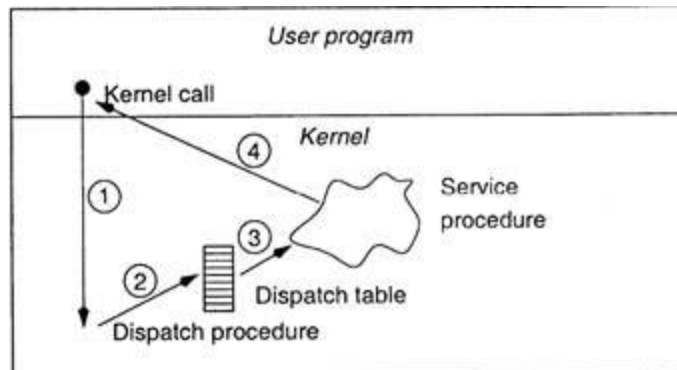 User program
Kernel call
Kernel
4
1
Service
procedure
3
2
Dispatch table
Dispatch procedure